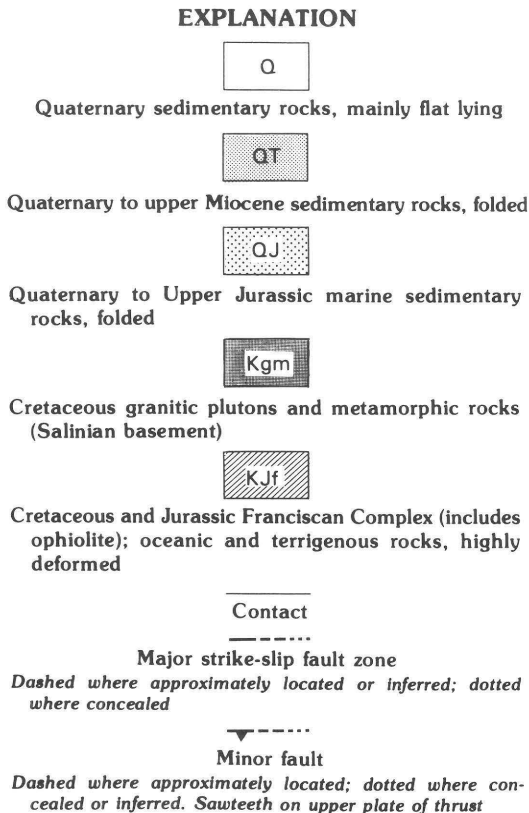 EXPLANATION
Q
Quaternary sedimentary rocks, mainly flat lying
QT
Quaternary to upper Miocene sedimentary rocks, folded
QJ
Quaternary to Upper Jurassic marine sedimentary
rocks, folded
Kgm
Cretaceous granitic plutons and metamorphic rocks
(Salinian basement)
KJf
Cretaceous and Jurassic Franciscan Complex (includes
ophiolite); oceanic and terrigenous rocks, highly
deformed
Contact
Major strike-slip fault zone
Dashed where approximately located or inferred; dotted
where concealed
Minor fault
Dashed where approximately located; dotted where con-
cealed or inferred. Sawteeth on upper plate of thrust